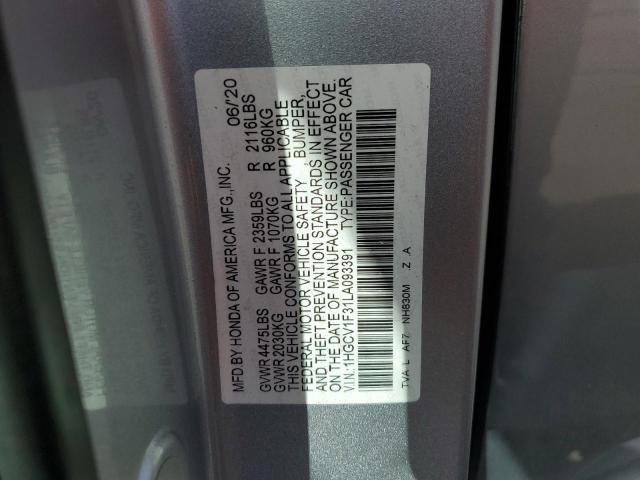 MFD.BY HONDA OF AMERICA MFG.,INC. 06/'20
GVWR 4475LBS GAWR F 2359LBS R 2116LBS
GVWR 2030KG GAWR F 1070KG R 960KG
THIS VEHICLE CONFORMS TO ALL APPLICABLE
FEDERAL MOTOR VEHICLE SAFETY , BUMPER,
AND THEFT PREVENTION STANDARDS IN EFFECT
ON THE DATE OF MANUFACTURE SHOWN ABOVE.
V.I.N.:1HGCV1F31LA093391 TYPE:PASSENGER CAR
TVA L AF7 NH830M .Z .A